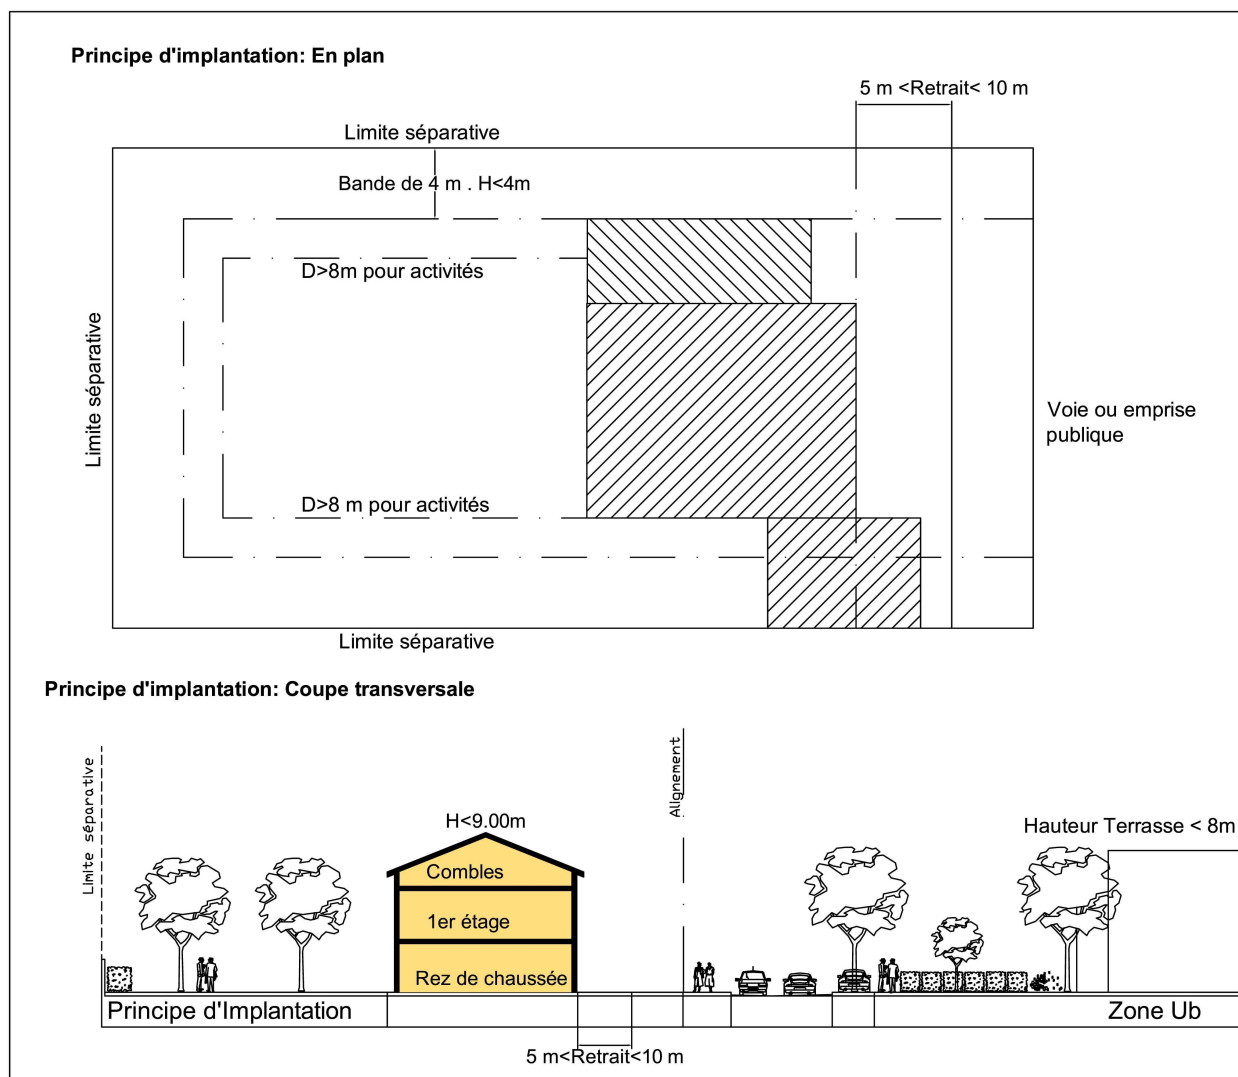 Principe d'implantation: En plan
5 m <Retrait< 10 m
Limite séparative
Bande de 4 m . H<4m
D>8m pour activités
Limite séparative
Voie ou emprise
publique
D>8 m pour activités
Limite séparative
Principe d'implantation: Coupe transversale
Limite séparative
Alignement
H<9.00m
Hauteur Terrasse < 8m
Combles
1er étage
Rez de chaussée
Principe d'Implantation
Zone Ub
5 m<Retrait<10 m